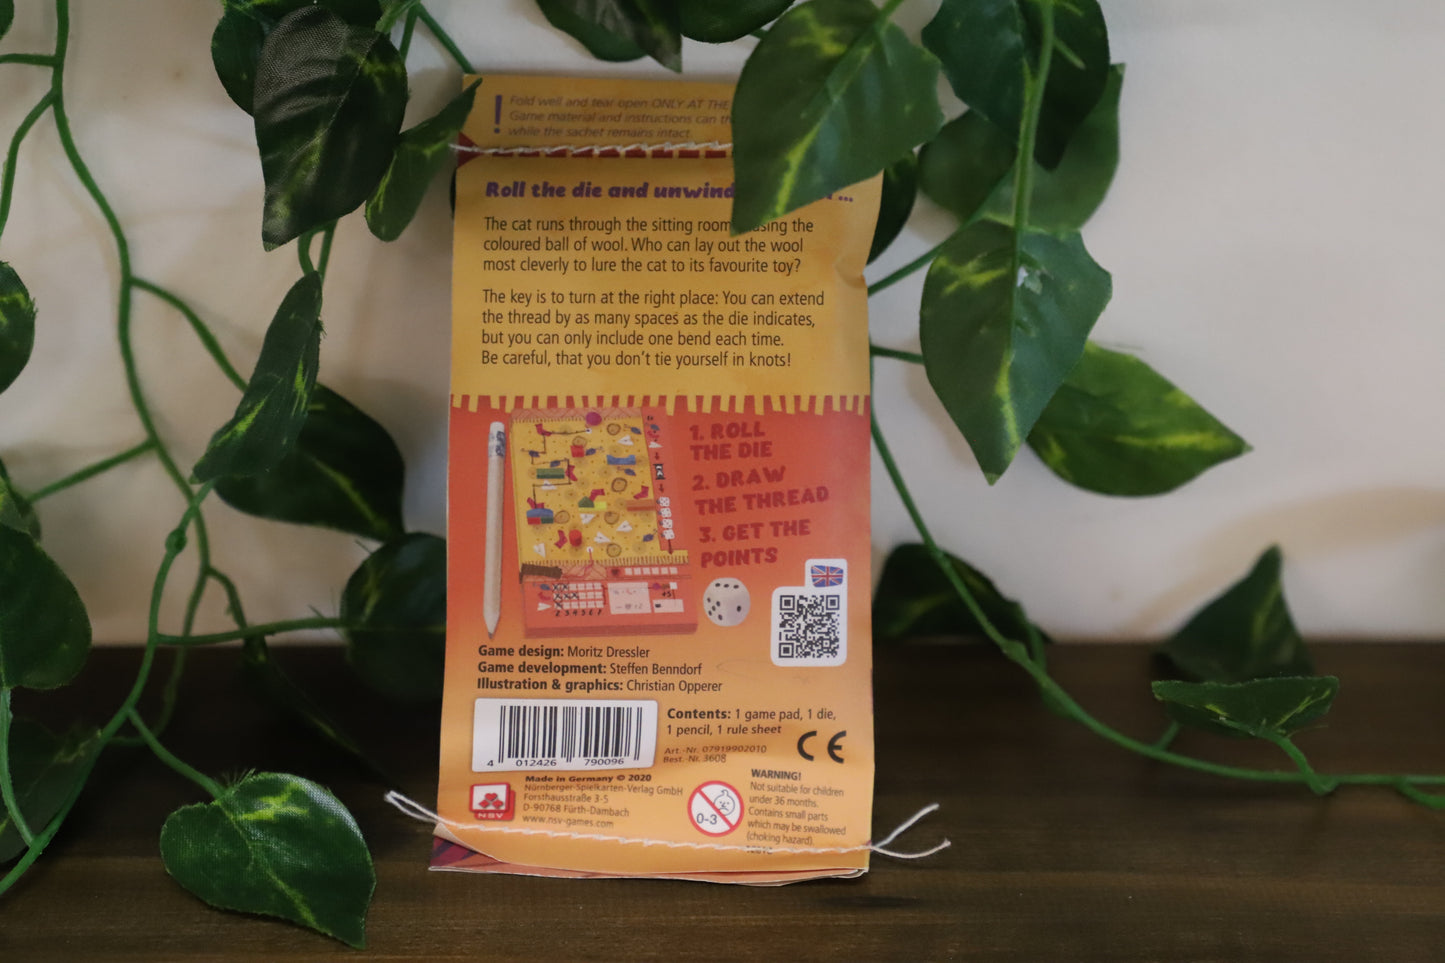 ! Fold well and tear open ONLY AT THE
Game material and instructions can th
while the sachet remains intact.
Roll the die and unwind ...
The cat runs through the sitting room using the
coloured ball of wool. Who can lay out the wool
most cleverly to lure the cat to its favourite toy?
The key is to turn at the right place: You can extend
the thread by as many spaces as the die indicates,
but you can only include one bend each time.
Be careful, that you don't tie yourself in knots!
1. ROLL
THE DIE
2. DRAW
THE THREAD
3. GET THE
POINTS
2 3 4 5 6 7
Game design: Moritz Dressler
Game development: Steffen Benndorf
Illustration & graphics: Christian Opperer
4 012426 790096
Contents: 1 game pad, 1 die,
1 pencil, 1 rule sheet
Art.-Nr. 07919902010
Best.-Nr. 3608
CE
NSV
Made in Germany © 2020
Nürnberger-Spielkarten-Verlag GmbH
Forsthausstraße 3-5
D-90768 Fürth-Dambach
www.nsv-games.com
0-3
WARNING!
Not suitable for children
under 36 months.
Contains small parts
which may be swallowed
(choking hazard).